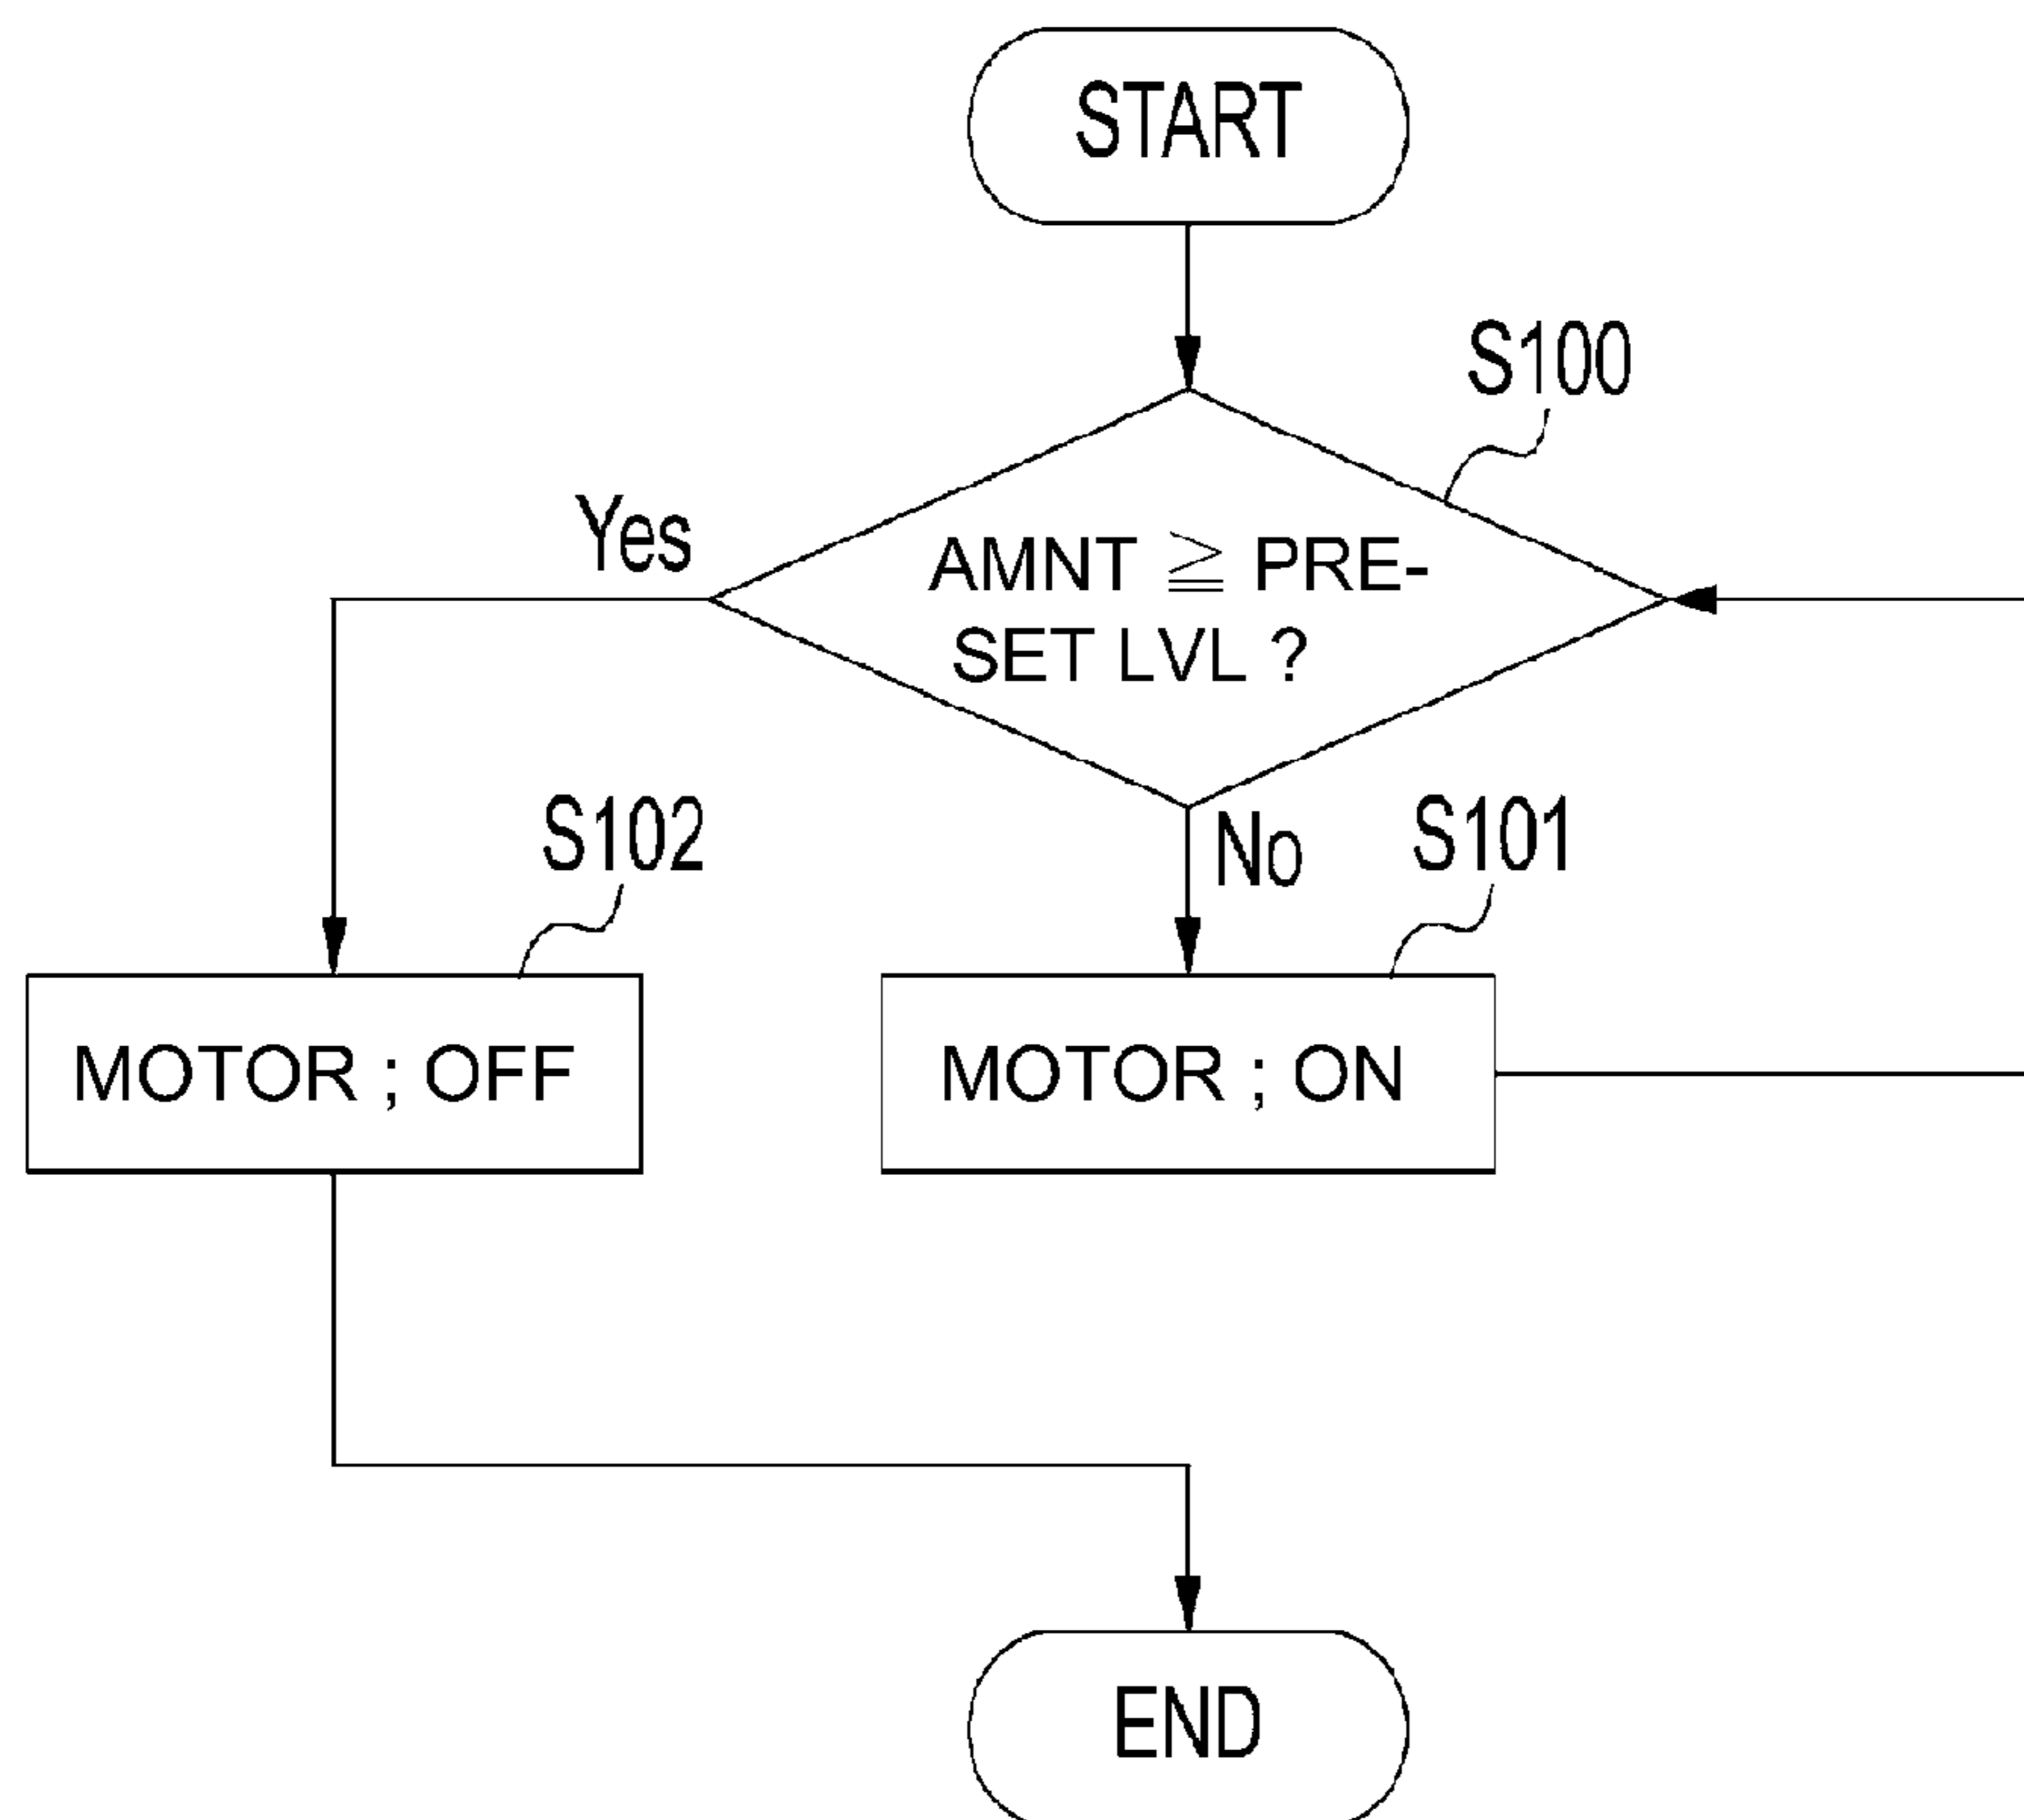 START
S100
Yes
AMNT ≧ PRE-
SET LVL ?
S102
No
S101
MOTOR ; OFF
MOTOR ; ON
END